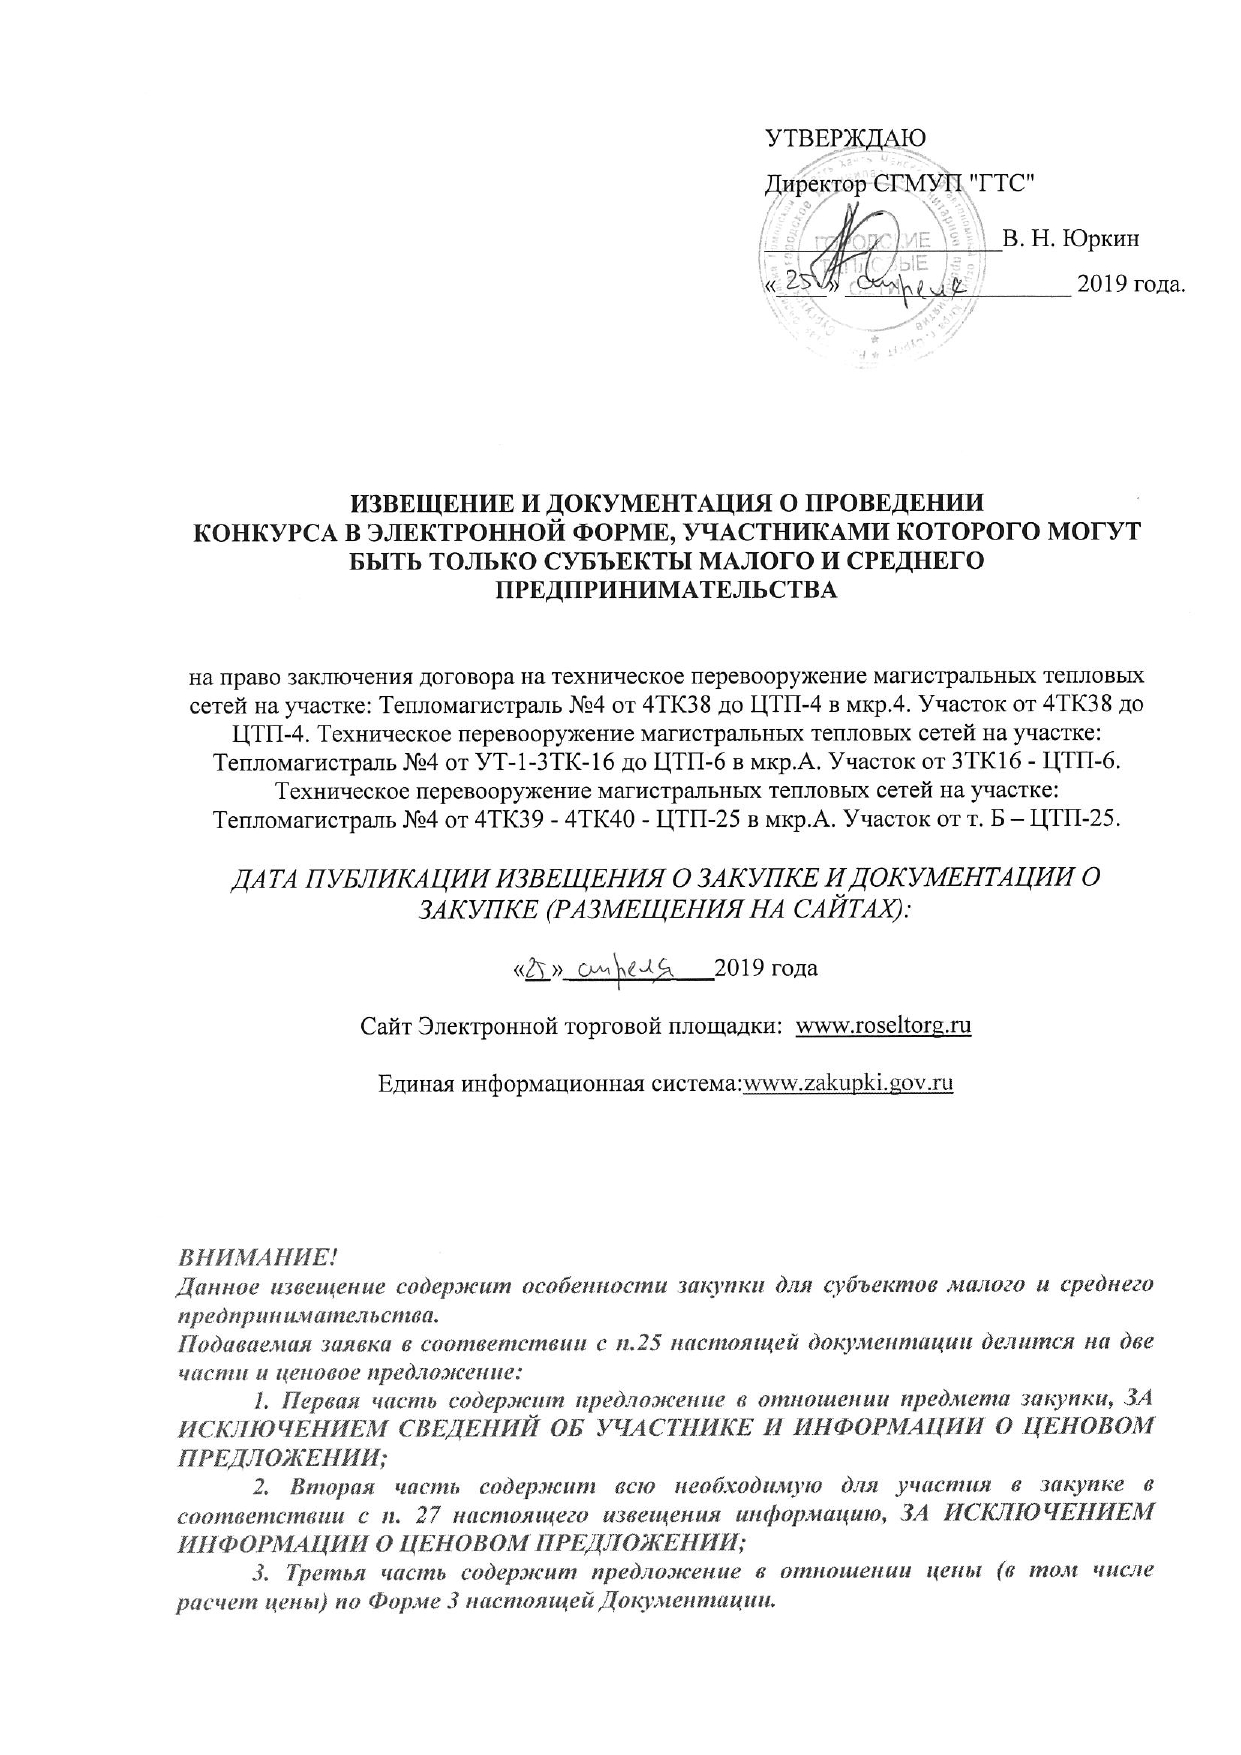 УТВЕРЖДАЮ
Директор СГМУП "ГТС"
В. Н. Юркин
ГОРОДСКИЕ
ТЕПЛОВЫЕ
СЕТИ
«25» апреля 2019 года.
ИЗВЕЩЕНИЕ И ДОКУМЕНТАЦИЯ О ПРОВЕДЕНИИ
КОНКУРСА В ЭЛЕКТРОННОЙ ФОРМЕ, УЧАСТНИКАМИ КОТОРОГО МОГУТ
БЫТЬ ТОЛЬКО СУБЪЕКТЫ МАЛОГО И СРЕДНЕГО
ПРЕДПРИНИМАТЕЛЬСТВА
на право заключения договора на техническое перевооружение магистральных тепловых
сетей на участке: Тепломагистраль №4 от 4ТК38 до ЦТП-4 в мкр.4. Участок от 4ТК38 до
ЦТП-4. Техническое перевооружение магистральных тепловых сетей на участке:
Тепломагистраль №4 от УТ-1-3ТК-16 до ЦТП-6 в мкр.А. Участок от 3ТК16 - ЦТП-6.
Техническое перевооружение магистральных тепловых сетей на участке:
Тепломагистраль №4 от 4ТК39 - 4ТК40 - ЦТП-25 в мкр.А. Участок от т. Б – ЦТП-25.
ДАТА ПУБЛИКАЦИИ ИЗВЕЩЕНИЯ О ЗАКУПКЕ И ДОКУМЕНТАЦИИ О
ЗАКУПКЕ (РАЗМЕЩЕНИЯ НА САЙТАХ):
«25» апреля 2019 года
Сайт Электронной торговой площадки: www.roseltorg.ru
Единая информационная система:www.zakupki.gov.ru
ВНИМАНИЕ!
Данное извещение содержит особенности закупки для субъектов малого и среднего
предпринимательства.
Подаваемая заявка в соответствии с п.25 настоящей документации делится на две
части и ценовое предложение:
1. Первая часть содержит предложение в отношении предмета закупки, ЗА
ИСКЛЮЧЕНИЕМ СВЕДЕНИЙ ОБ УЧАСТНИКЕ И ИНФОРМАЦИИ О ЦЕНОВОМ
ПРЕДЛОЖЕНИИ;
2. Вторая часть содержит всю необходимую для участия в закупке в
соответствии с п. 27 настоящего извещения информацию, ЗА ИСКЛЮЧЕНИЕМ
ИНФОРМАЦИИ О ЦЕНОВОМ ПРЕДЛОЖЕНИИ;
3. Третья часть содержит предложение в отношении цены (в том числе
расчет цены) по Форме 3 настоящей Документации.